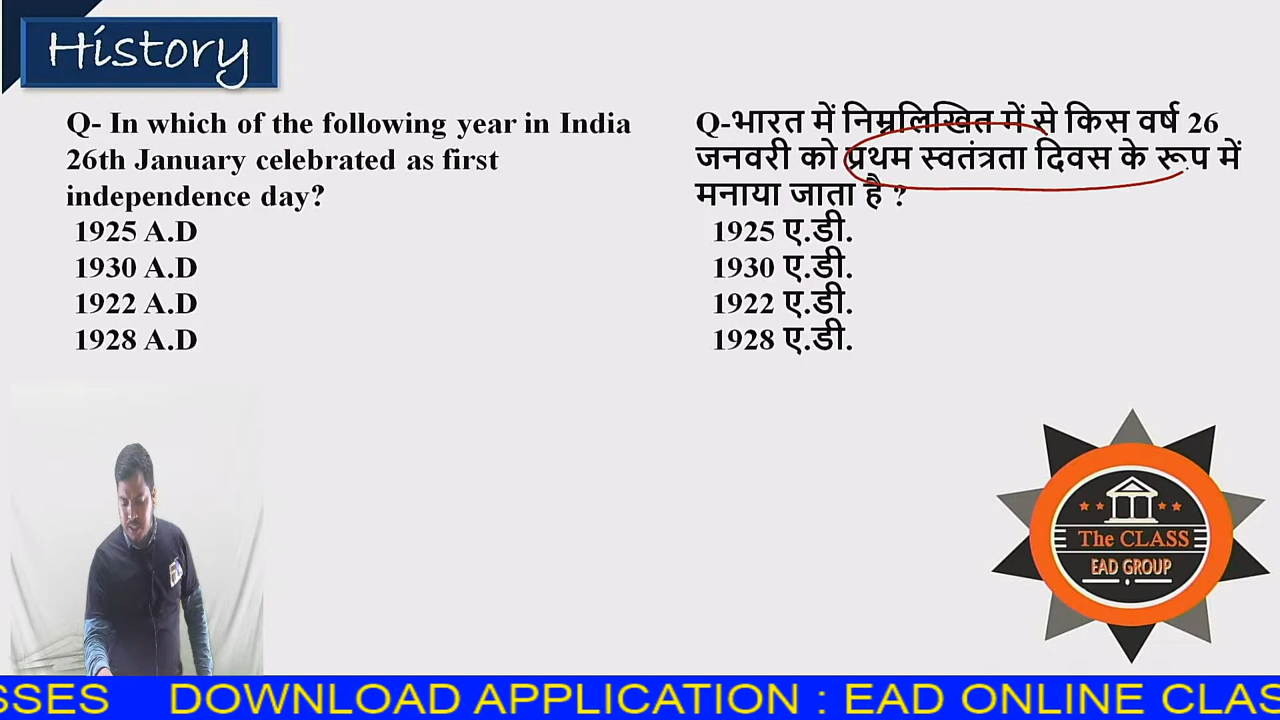 History
Q- In which of the following year in India
26th January celebrated as first
independence day?
1925 A.D
1930 A.D
1922 A.D
1928 A.D
Q-भारत में निम्नलिखित में से किस वर्ष 26
जनवरी को प्रथम स्वतंत्रता दिवस के रूप में
मनाया जाता है ?
1925 ए.डी.
1930 ए.डी.
1922 ए.डी.
1928 ए.डी.
The CLASS
EAD GROUP
SSES DOWNLOAD APPLICATION : EAD ONLINE CLAS